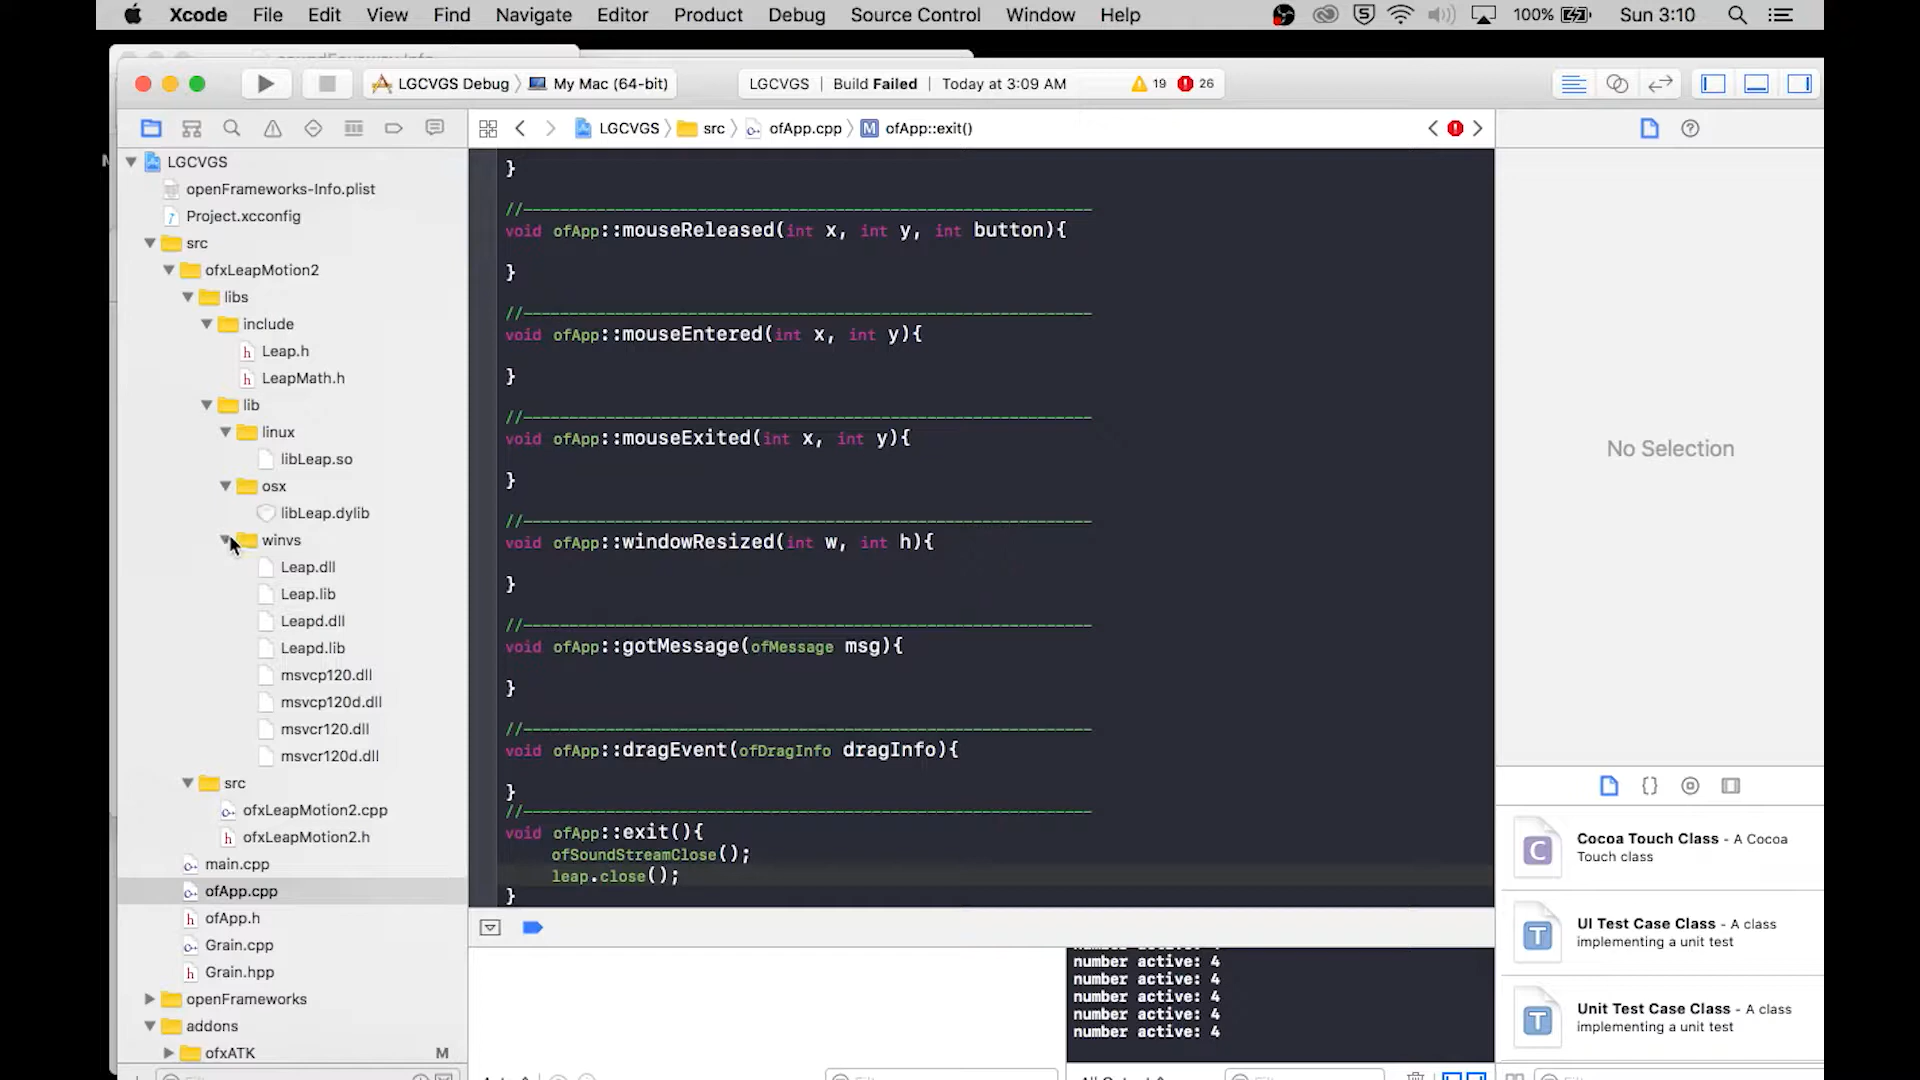 Xcode File Edit View Find Navigate Editor Product Debug Source Control Window Help 100% Sun 3:10
LGCVGS Debug My Mac (64-bit) LGCVGS Build Failed Today at 3:09 AM 19 26
LGCVGS src ofApp.cpp M ofApp::exit()
LGCVGS
openFrameworks-Info.plist
Project.xcconfig
src
ofxLeapMotion2
libs
include
Leap.h
LeapMath.h
lib
linux
libLeap.so
osx
libLeap.dylib
winvs
Leap.dll
Leap.lib
Leapd.dll
Leapd.lib
msvcp120.dll
msvcp120d.dll
msvcr120.dll
msvcr120d.dll
src
ofxLeapMotion2.cpp
ofxLeapMotion2.h
main.cpp
ofApp.cpp
ofApp.h
Grain.cpp
Grain.hpp
openFrameworks
addons
ofxATK M
}
//--------------------------------------------------------------
void ofApp::mouseReleased(int x, int y, int button){
}
//--------------------------------------------------------------
void ofApp::mouseEntered(int x, int y){
}
//--------------------------------------------------------------
void ofApp::mouseExited(int x, int y){
}
//--------------------------------------------------------------
void ofApp::windowResized(int w, int h){
}
//--------------------------------------------------------------
void ofApp::gotMessage(ofMessage msg){
}
//--------------------------------------------------------------
void ofApp::dragEvent(ofDragInfo dragInfo){
}
//--------------------------------------------------------------
void ofApp::exit(){
ofSoundStreamClose();
leap.close();
}
number active: 4
number active: 4
number active: 4
number active: 4
number active: 4
No Selection
C
Cocoa Touch Class - A Cocoa
Touch class
T
UI Test Case Class - A class
implementing a unit test
T
Unit Test Case Class - A class
implementing a unit test